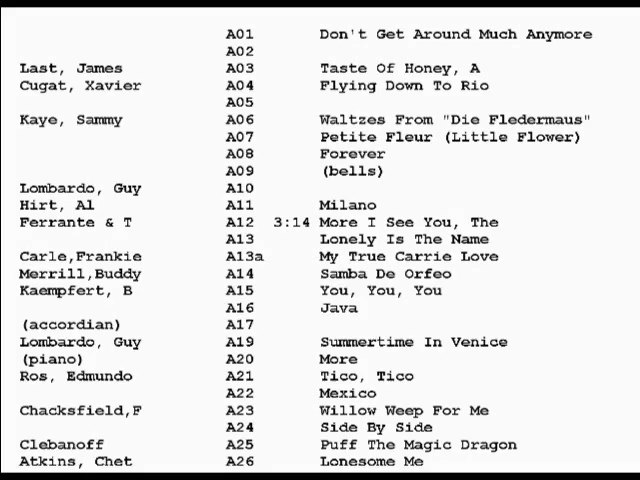 A01 Don't Get Around Much Anymore
A02
Last, James A03 Taste Of Honey, A
Cugat, Xavier A04 Flying Down To Rio
A05
Kaye, Sammy A06 Waltzes From "Die Fledermaus"
A07 Petite Fleur (Little Flower)
A08 Forever
A09 (bells)
Lombardo, Guy A10
Hirt, Al A11 Milano
Ferrante & T A12 3:14 More I See You, The
A13 Lonely Is The Name
Carle,Frankie A13a My True Carrie Love
Merrill,Buddy A14 Samba De Orfeo
Kaempfert, B A15 You, You, You
A16 Java
(accordian) A17
Lombardo, Guy A19 Summertime In Venice
(piano) A20 More
Ros, Edmundo A21 Tico, Tico
A22 Mexico
Chacksfield,F A23 Willow Weep For Me
A24 Side By Side
Clebanoff A25 Puff The Magic Dragon
Atkins, Chet A26 Lonesome Me